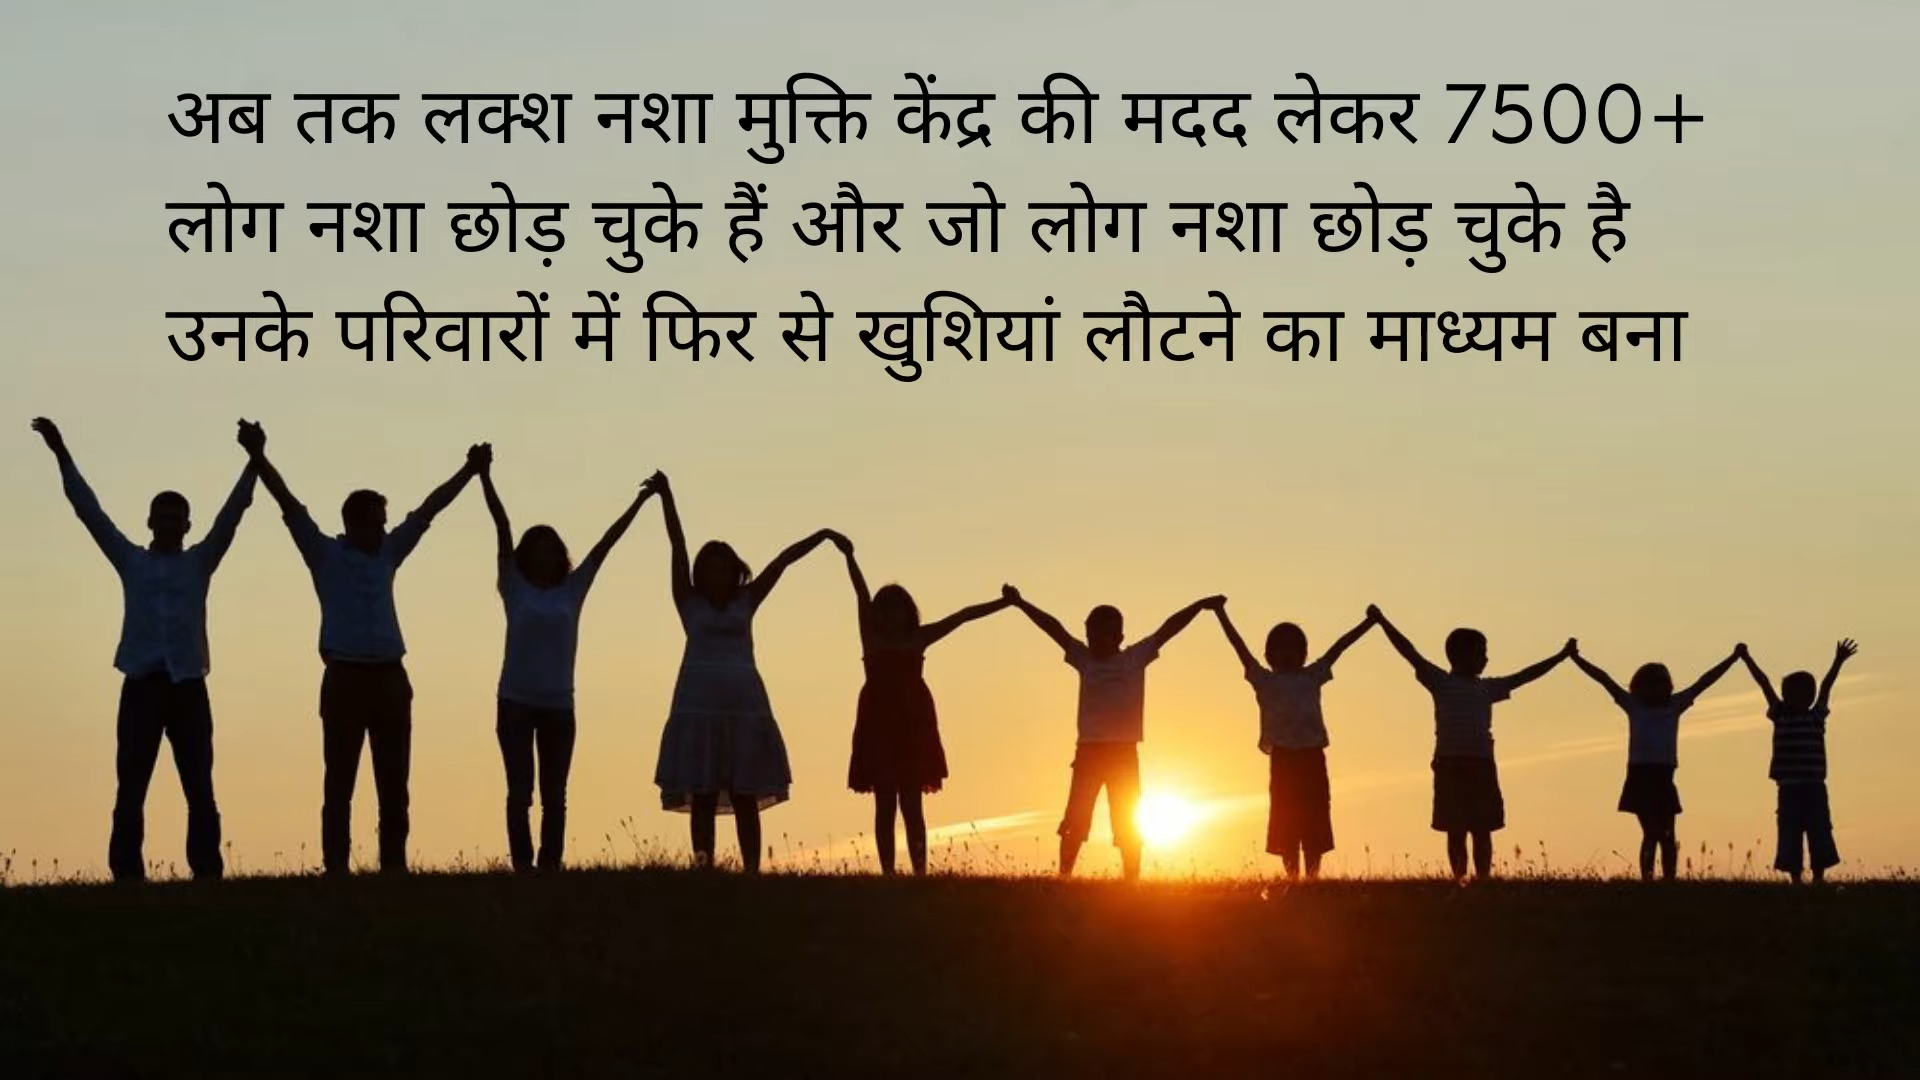 अब तक लक्श नशा मुक्ति केंद्र की मदद लेकर 7500+
लोग नशा छोड़ चुके हैं और जो लोग नशा छोड़ चुके है
उनके परिवारों में फिर से खुशियां लौटने का माध्यम बना